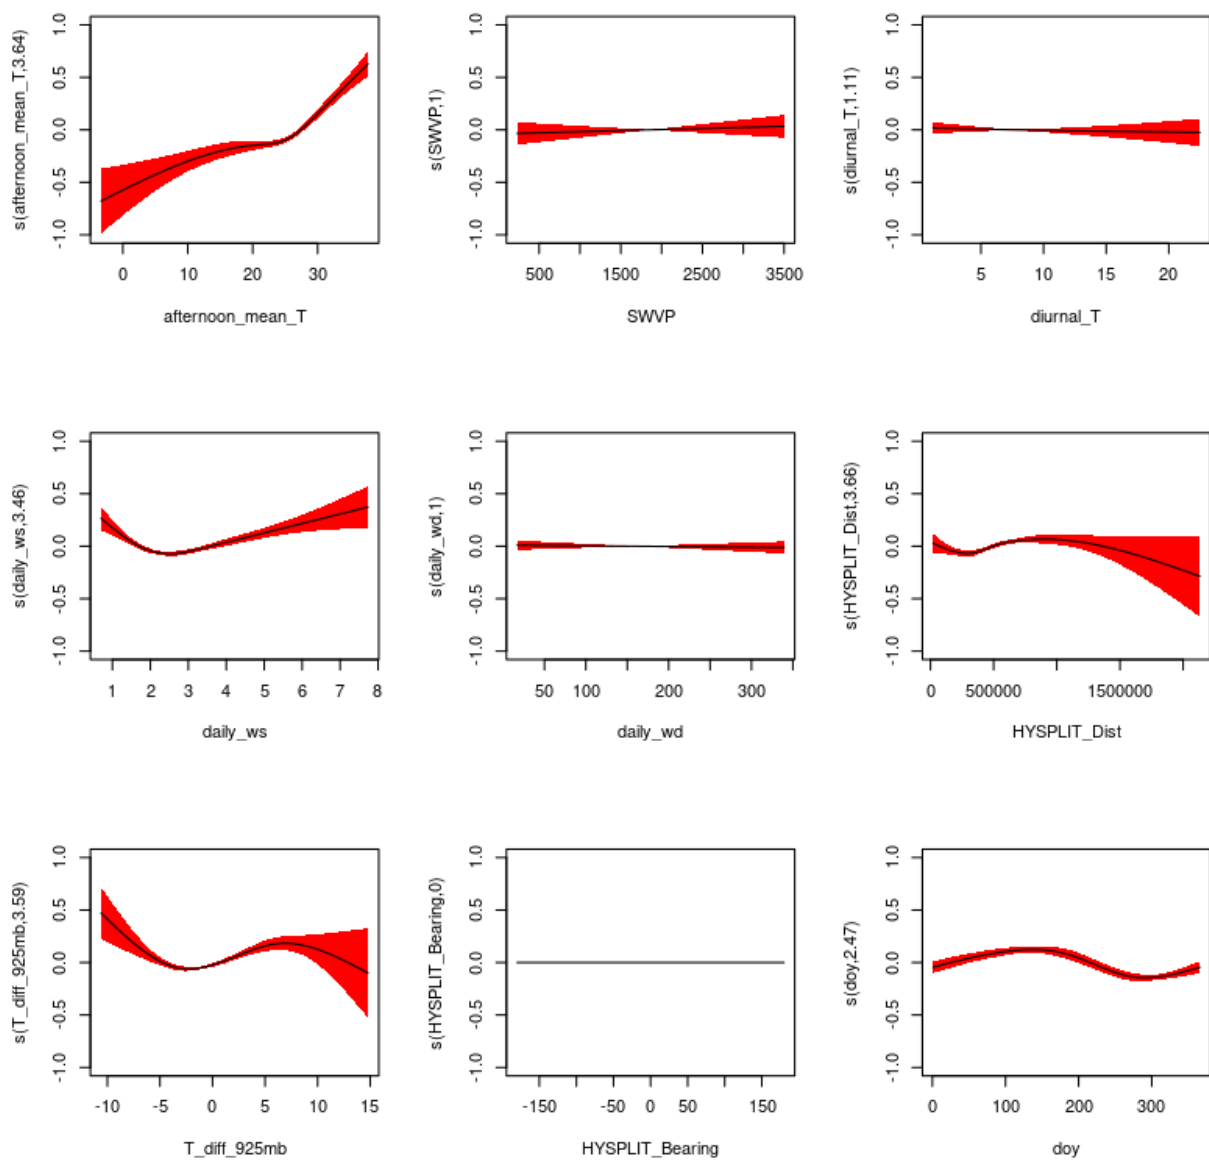 s(afternoon_mean_T,3.64)
-1.0 -0.5 0.0 0.5 1.0
0 10 20 30
afternoon_mean_T
s(SWVP,1)
-1.0 -0.5 0.0 0.5 1.0
500 1500 2500 3500
SWVP
s(diurnal_T,1.11)
-1.0 -0.5 0.0 0.5 1.0
5 10 15 20
diurnal_T
s(daily_ws,3.46)
-1.0 -0.5 0.0 0.5 1.0
1 2 3 4 5 6 7 8
daily_ws
s(daily_wd,1)
-1.0 -0.5 0.0 0.5 1.0
50 100 200 300
daily_wd
s(HYSPLIT_Dist,3.66)
-1.0 -0.5 0.0 0.5 1.0
0 500000 1500000
HYSPLIT_Dist
s(T_diff_925mb,3.59)
-1.0 -0.5 0.0 0.5 1.0
-10 -5 0 5 10 15
T_diff_925mb
s(HYSPLIT_Bearing,0)
-1.0 -0.5 0.0 0.5 1.0
-150 -50 0 50 150
HYSPLIT_Bearing
s(doy,2.47)
-1.0 -0.5 0.0 0.5 1.0
0 100 200 300
doy